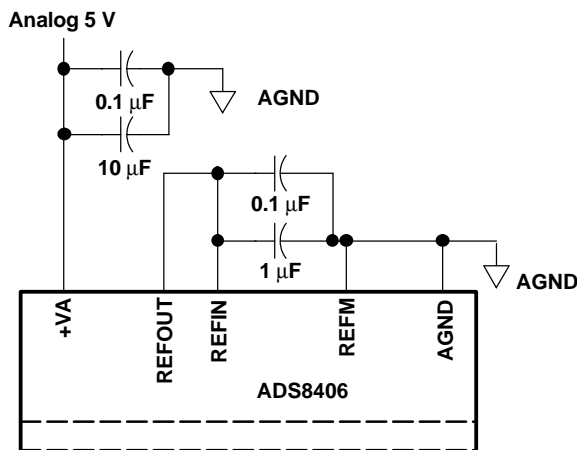 Analog 5 V
0.1 μF
AGND
10 μF
0.1 μF
1 μF
AGND
+VA
REFOUT
REFIN
REFM
AGND
ADS8406